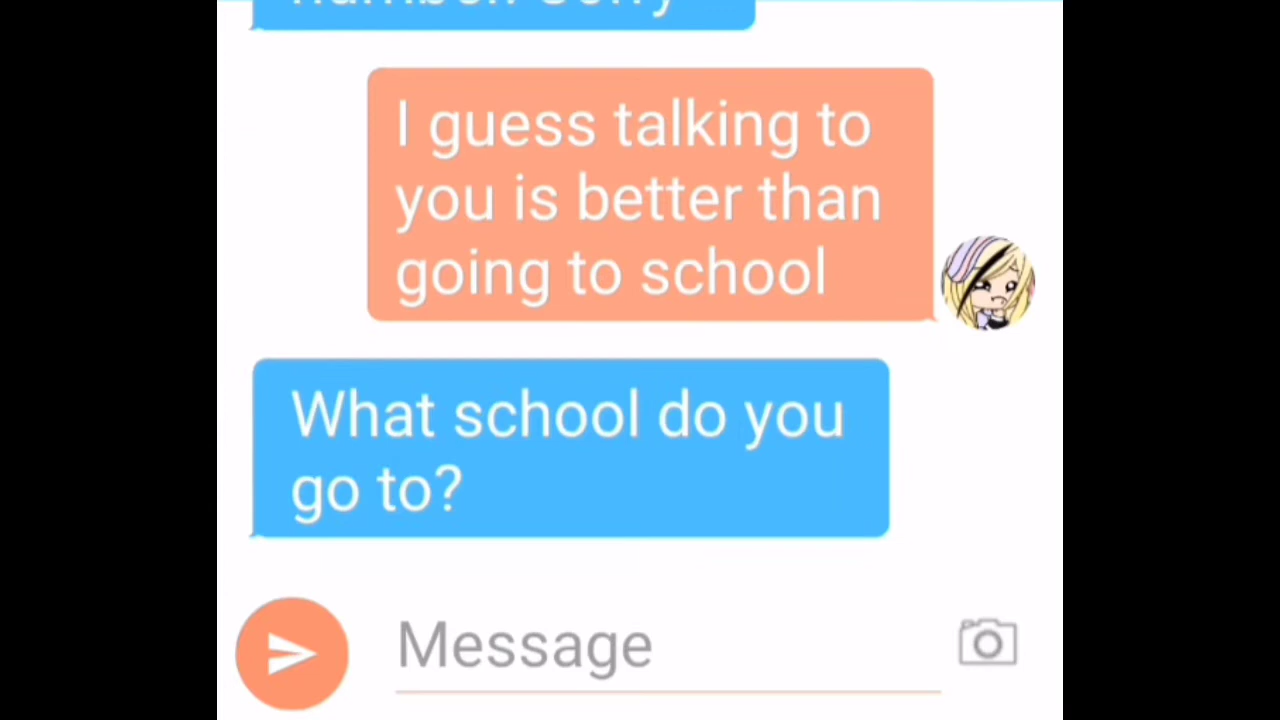 I guess talking to
you is better than
going to school
What school do you
go to?
Message